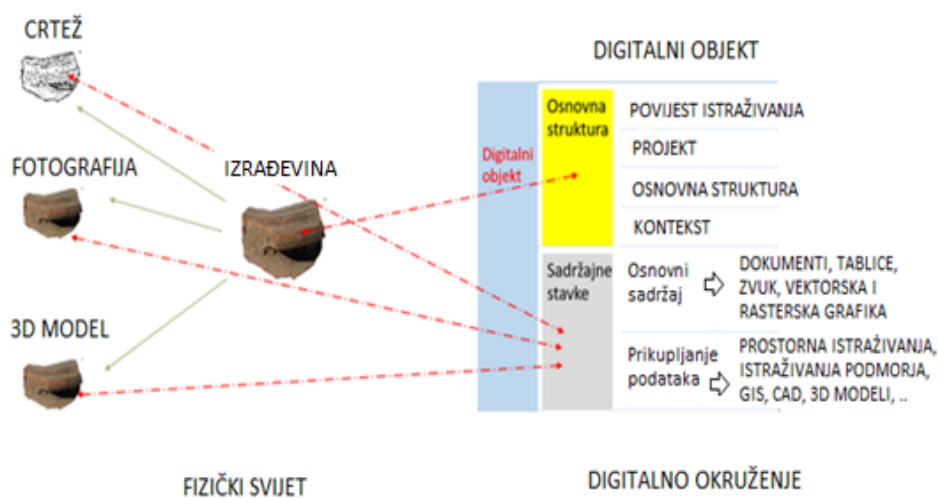 CRTEŽ
FOTOGRAFIJA
IZRAĐEVINA
3D MODEL
FIZIČKI SVIJET
DIGITALNI OBJEKT
Digitalni
objekt
Osnovna
struktura
POVIJEST ISTRAŽIVANJA
PROJEKT
OSNOVNA STRUKTURA
KONTEKST
Sadržajne
stavke
Osnovni
sadržaj
DOKUMENTI, TABLICE,
ZVUK, VEKTORSKA I
RASTERSKA GRAFIKA
Prikupljanje
podataka
PROSTORNA ISTRAŽIVANJA,
ISTRAŽIVANJA PODMORJA,
GIS, CAD, 3D MODELI, ..
DIGITALNO OKRUŽENJE